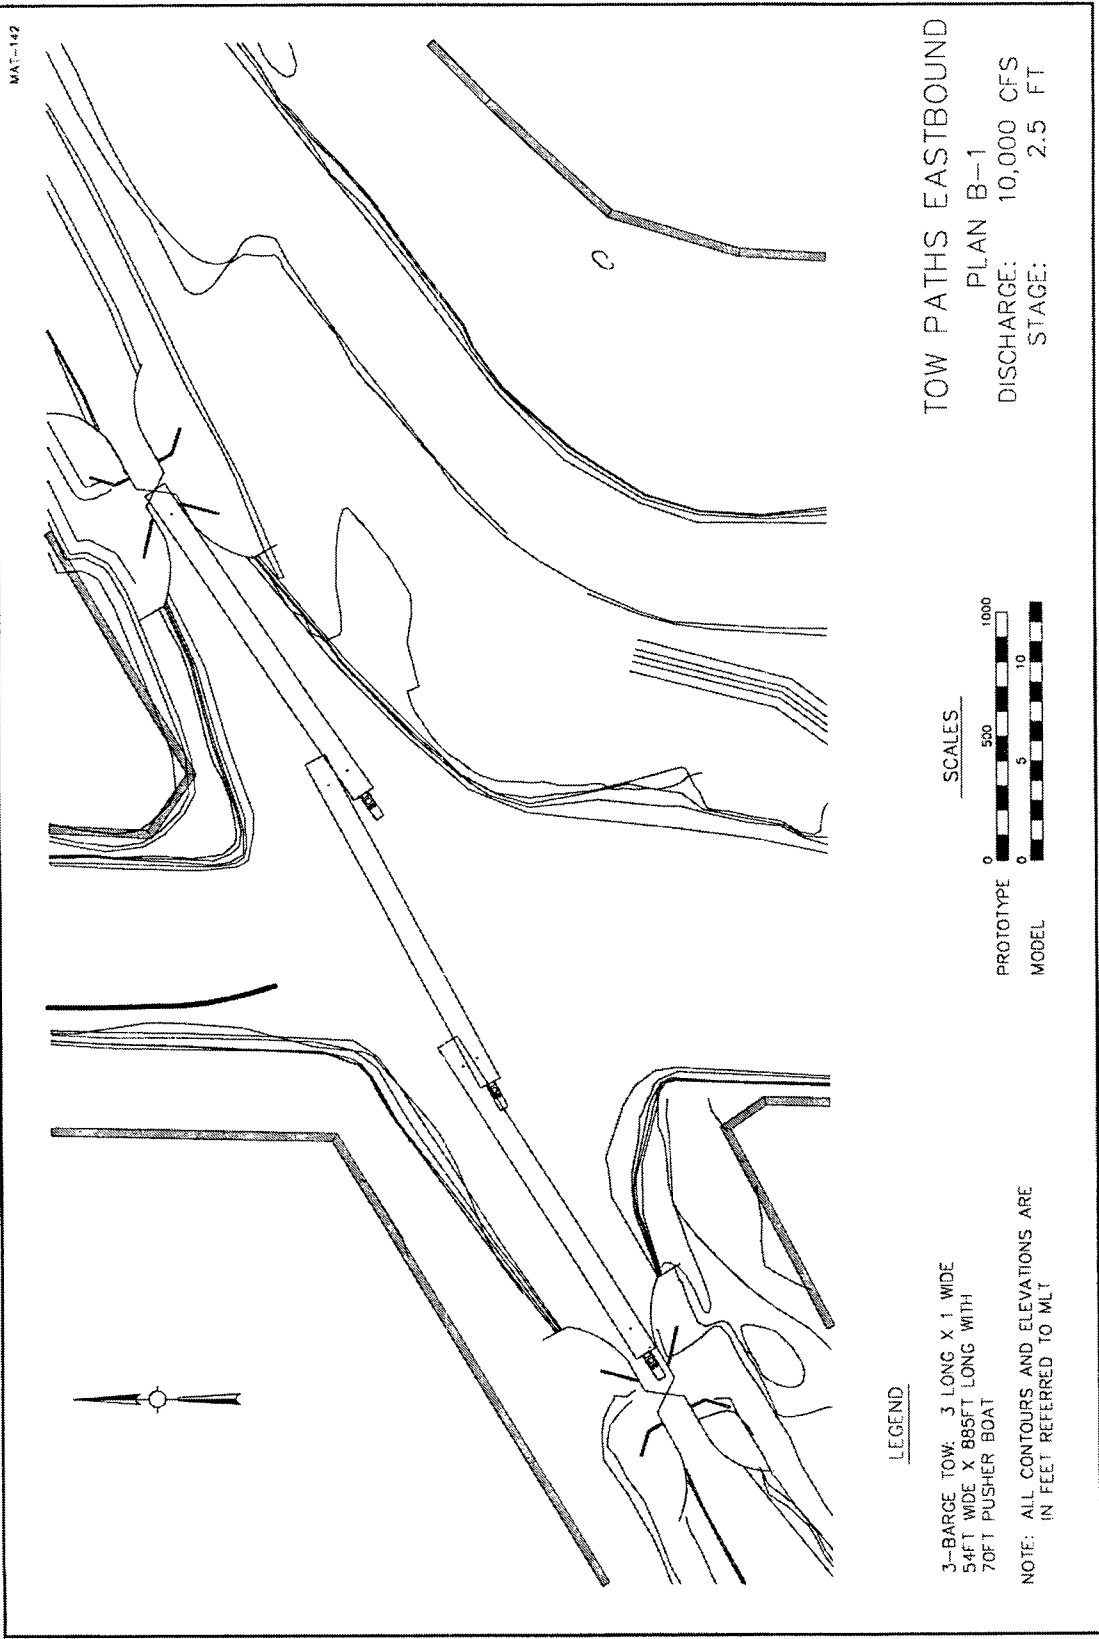 MAT-142
TOW PATHS EASTBOUND
PLAN B-1
DISCHARGE: 10,000 CFS
STAGE: 2.5 FT
SCALES
PROTOTYPE 0 500 1000
MODEL 0 5 10
LEGEND
3-BARGE TOW: 3 LONG X 1 WIDE
54FT WIDE X 885FT LONG WITH
70FT PUSHER BOAT
NOTE: ALL CONTOURS AND ELEVATIONS ARE
IN FEET REFERRED TO MLT